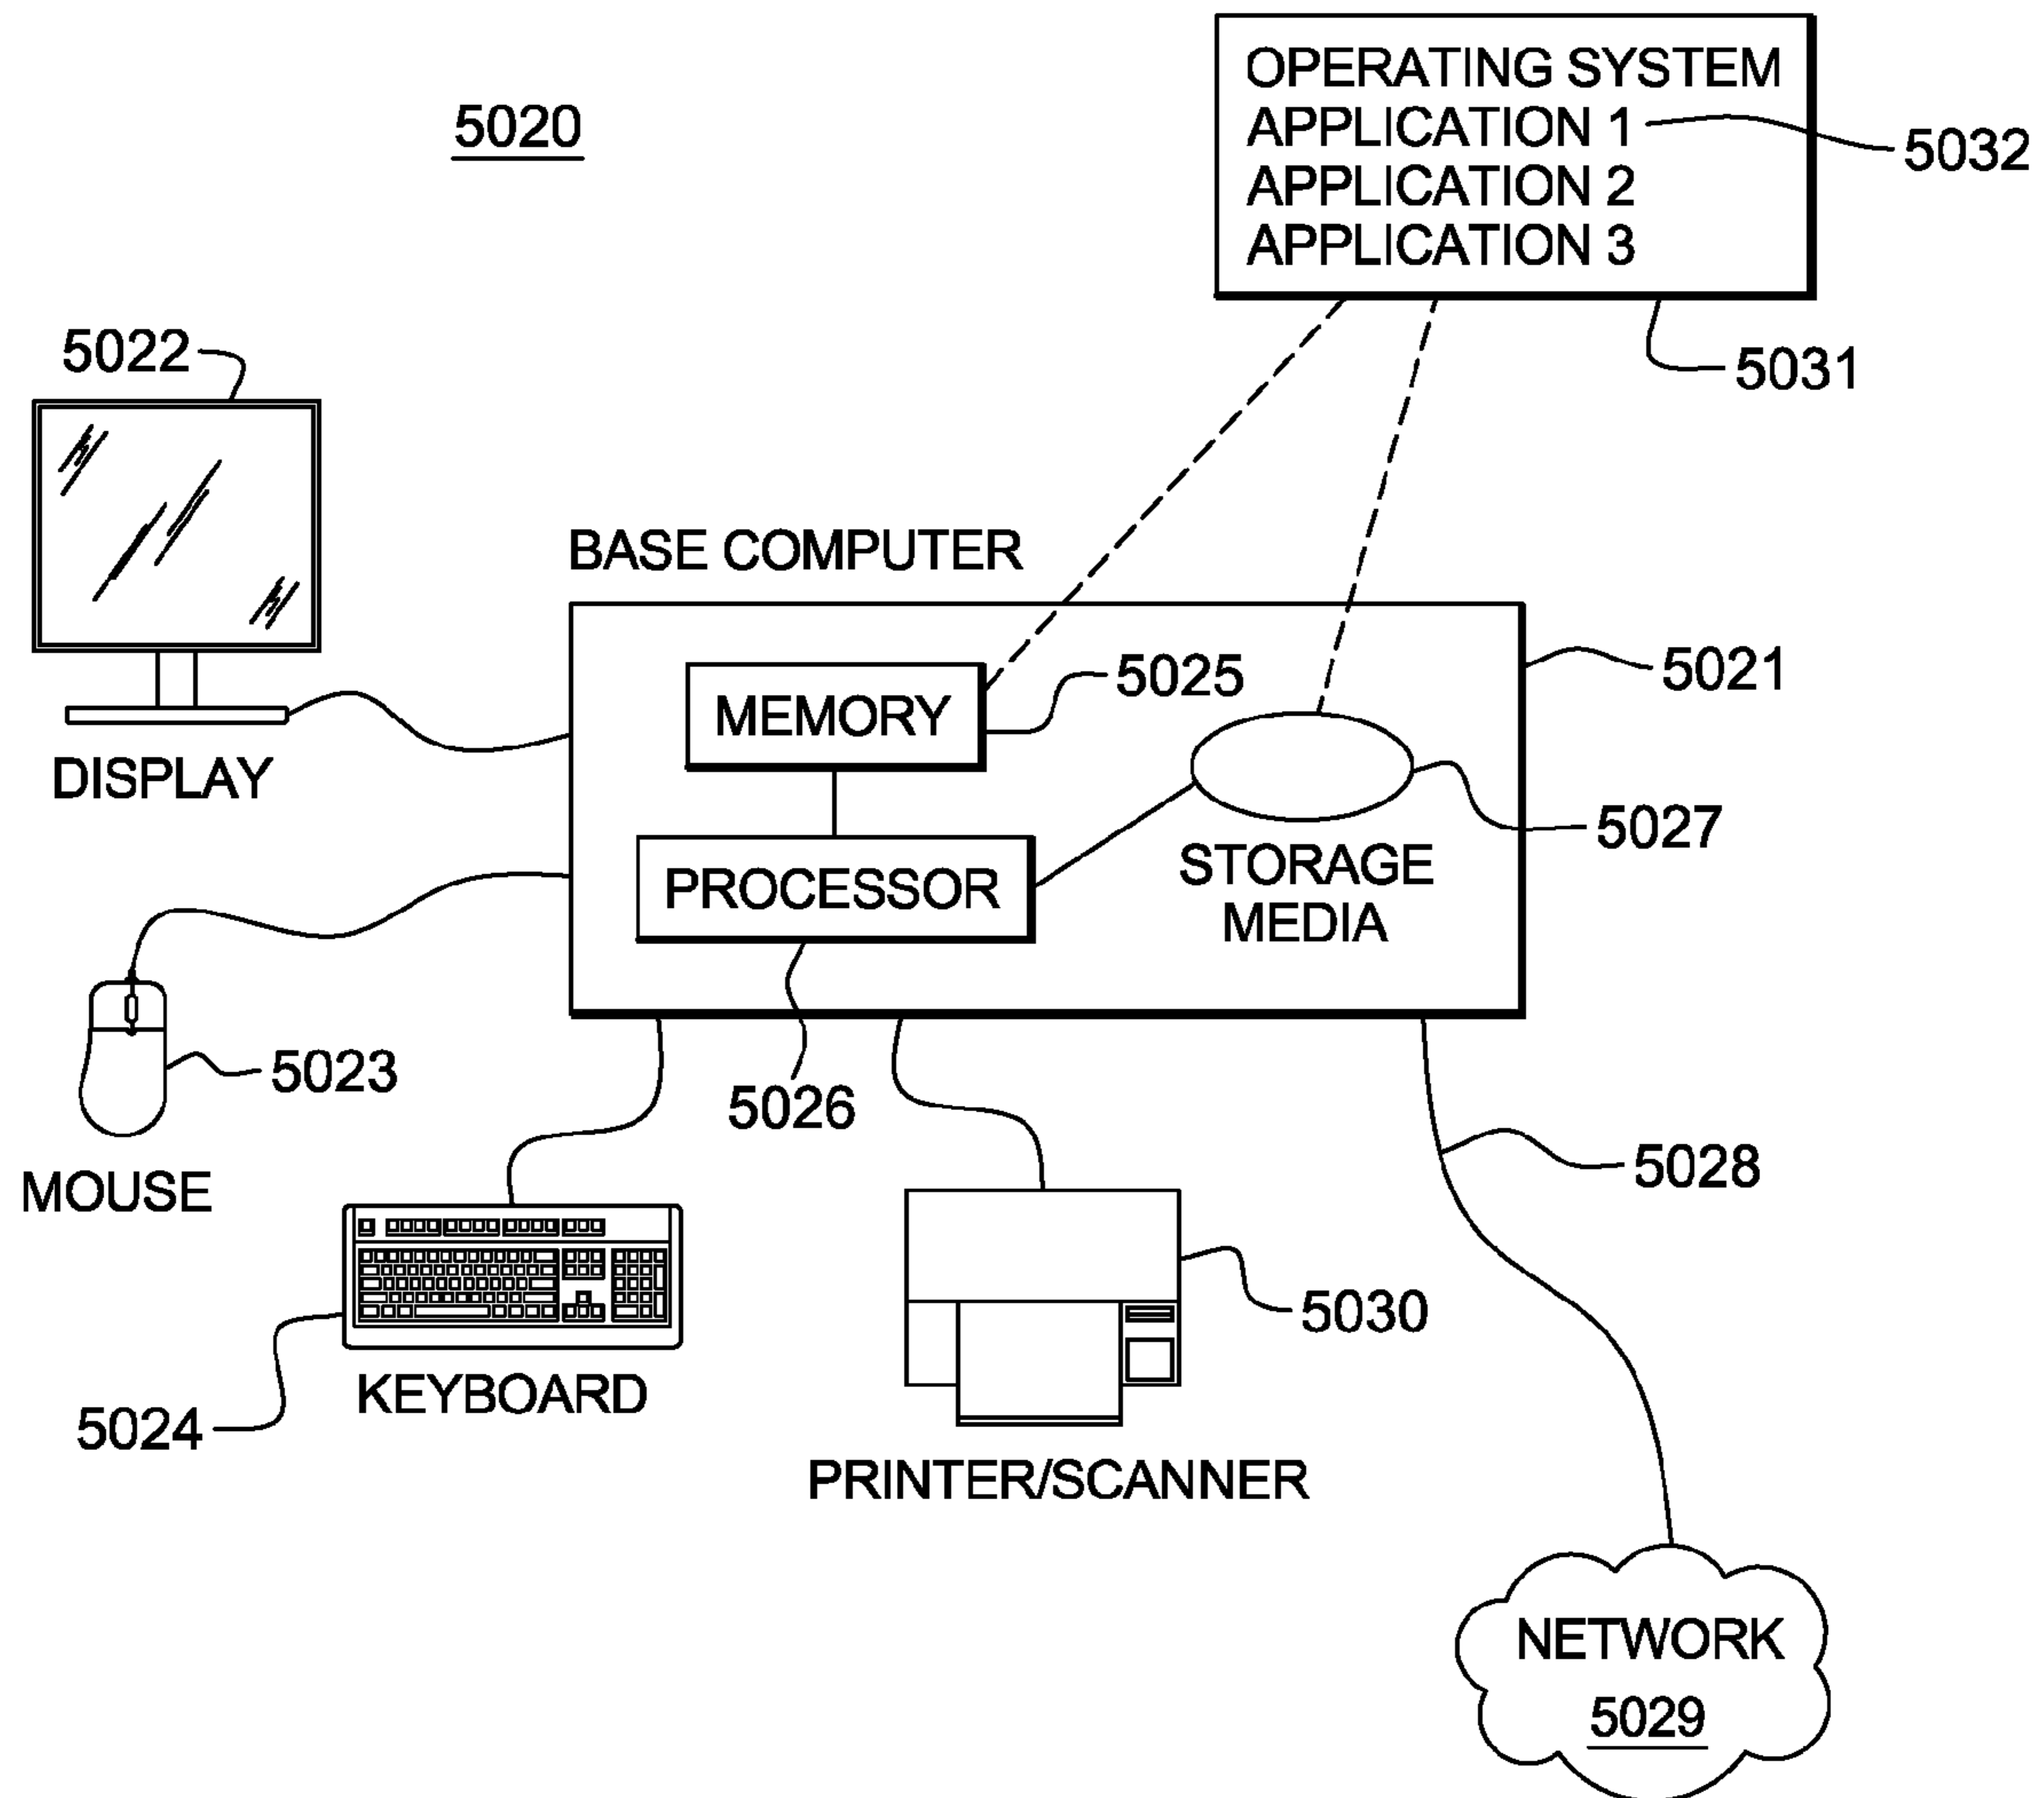 5020
OPERATING SYSTEM
APPLICATION 1
APPLICATION 2
APPLICATION 3
5032
5031
5022
DISPLAY
BASE COMPUTER
MEMORY
5025
5021
PROCESSOR
STORAGE
MEDIA
5027
5023
MOUSE
5026
5028
5024
KEYBOARD
5030
PRINTER/SCANNER
NETWORK
5029